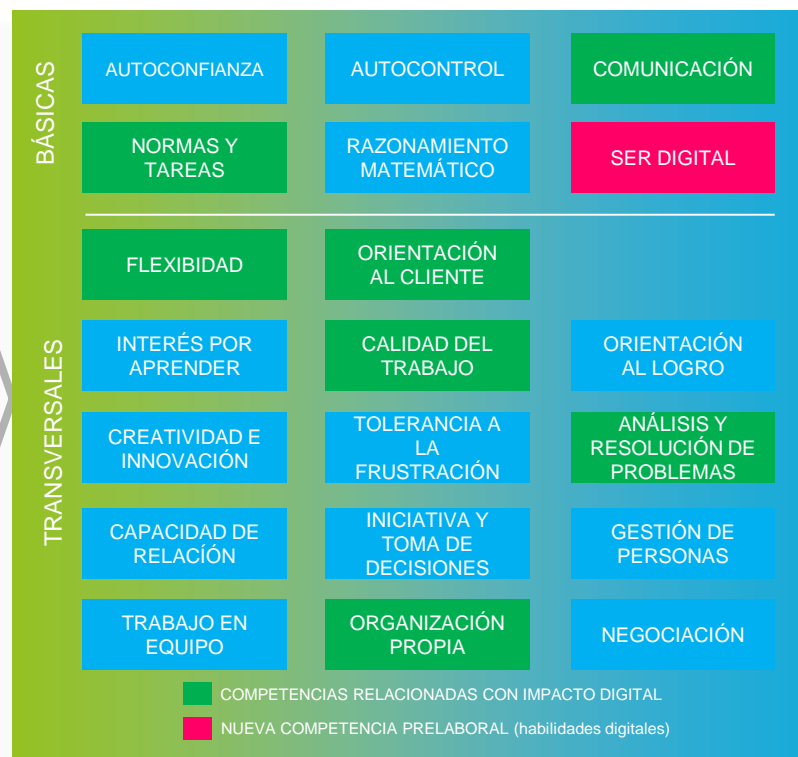 BÁSICAS
AUTOCONFIANZA
AUTOCONTROL
COMUNICACIÓN
NORMAS Y
TAREAS
RAZONAMIENTO
MATEMÁTICO
SER DIGITAL
TRANSVERSALES
FLEXIBIDAD
ORIENTACIÓN
AL CLIENTE
INTERÉS POR
APRENDER
CALIDAD DEL
TRABAJO
ORIENTACIÓN
AL LOGRO
CREATIVIDAD E
INNOVACIÓN
TOLERANCIA A
LA
FRUSTRACIÓN
ANÁLISIS Y
RESOLUCIÓN DE
PROBLEMAS
CAPACIDAD DE
RELACÍÓN
INICIATIVA Y
TOMA DE
DECISIONES
GESTIÓN DE
PERSONAS
TRABAJO EN
EQUIPO
ORGANIZACIÓN
PROPIA
NEGOCIACIÓN
COMPETENCIAS RELACIONADAS CON IMPACTO DIGITAL
NUEVA COMPETENCIA PRELABORAL (habilidades digitales)